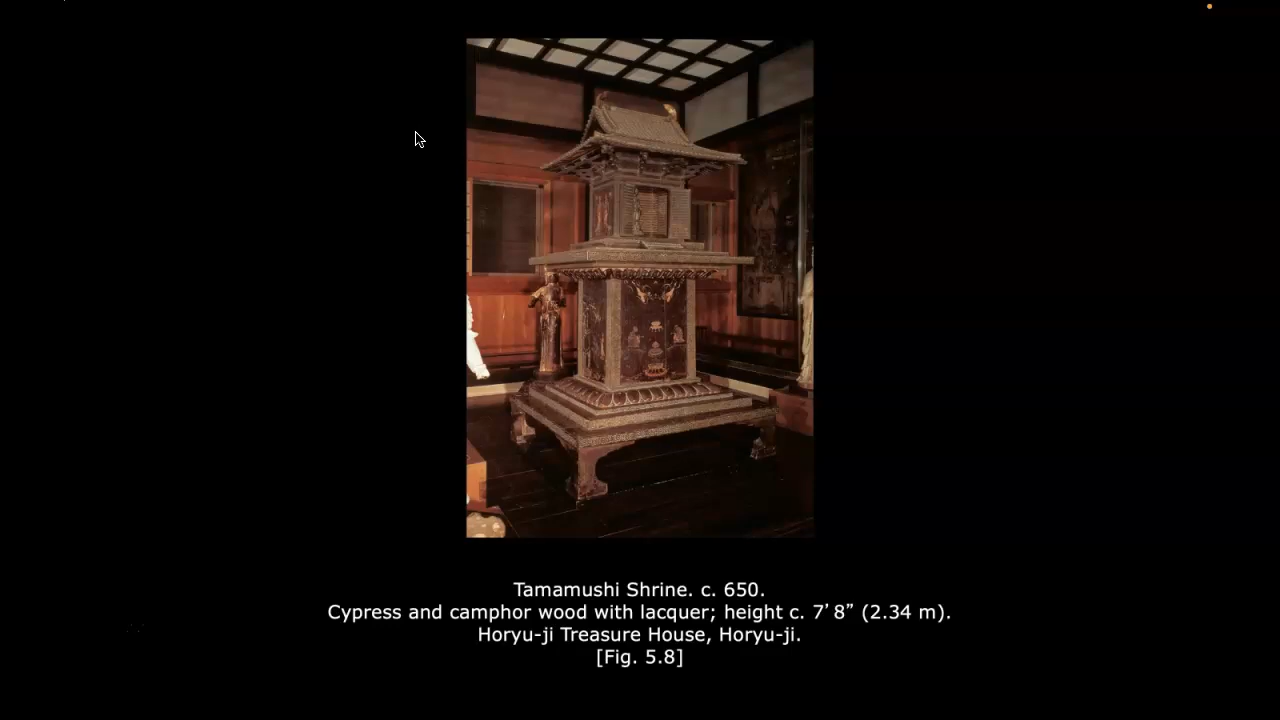 Tamamushi Shrine. c. 650.
Cypress and camphor wood with lacquer; height c. 7’8” (2.34 m).
Horyu-ji Treasure House, Horyu-ji.
[Fig. 5.8]